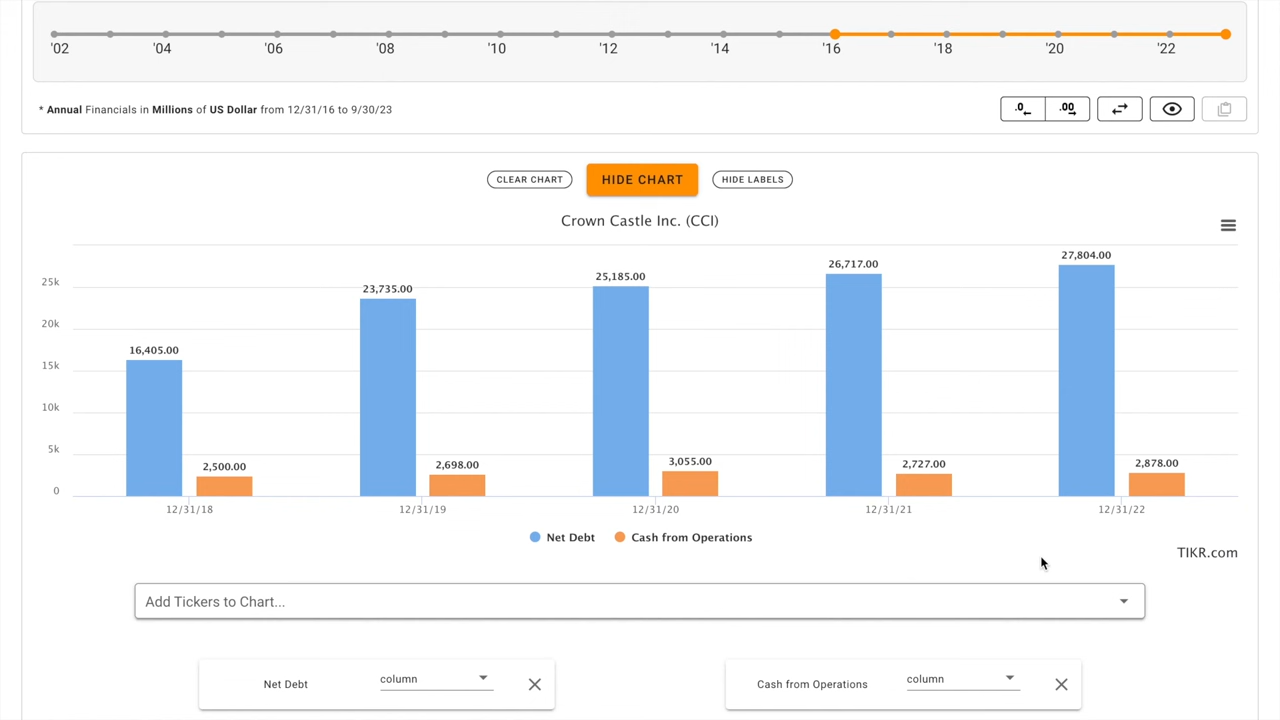 '02 '04 '06 '08 '10 '12 '14 '16 '18 '20 '22
* Annual Financials in Millions of US Dollar from 12/31/16 to 9/30/23
.0 .00
CLEAR CHART HIDE CHART HIDE LABELS
Crown Castle Inc. (CCI)
27,804.00
26,717.00
25,185.00
25k
23,735.00
20k
16,405.00
15k
10k
5k
3,055.00
2,878.00
2,698.00
2,727.00
2,500.00
0
12/31/18 12/31/19 12/31/20 12/31/21 12/31/22
Net Debt Cash from Operations
TIKR.com
Add Tickers to Chart...
Net Debt column Cash from Operations column